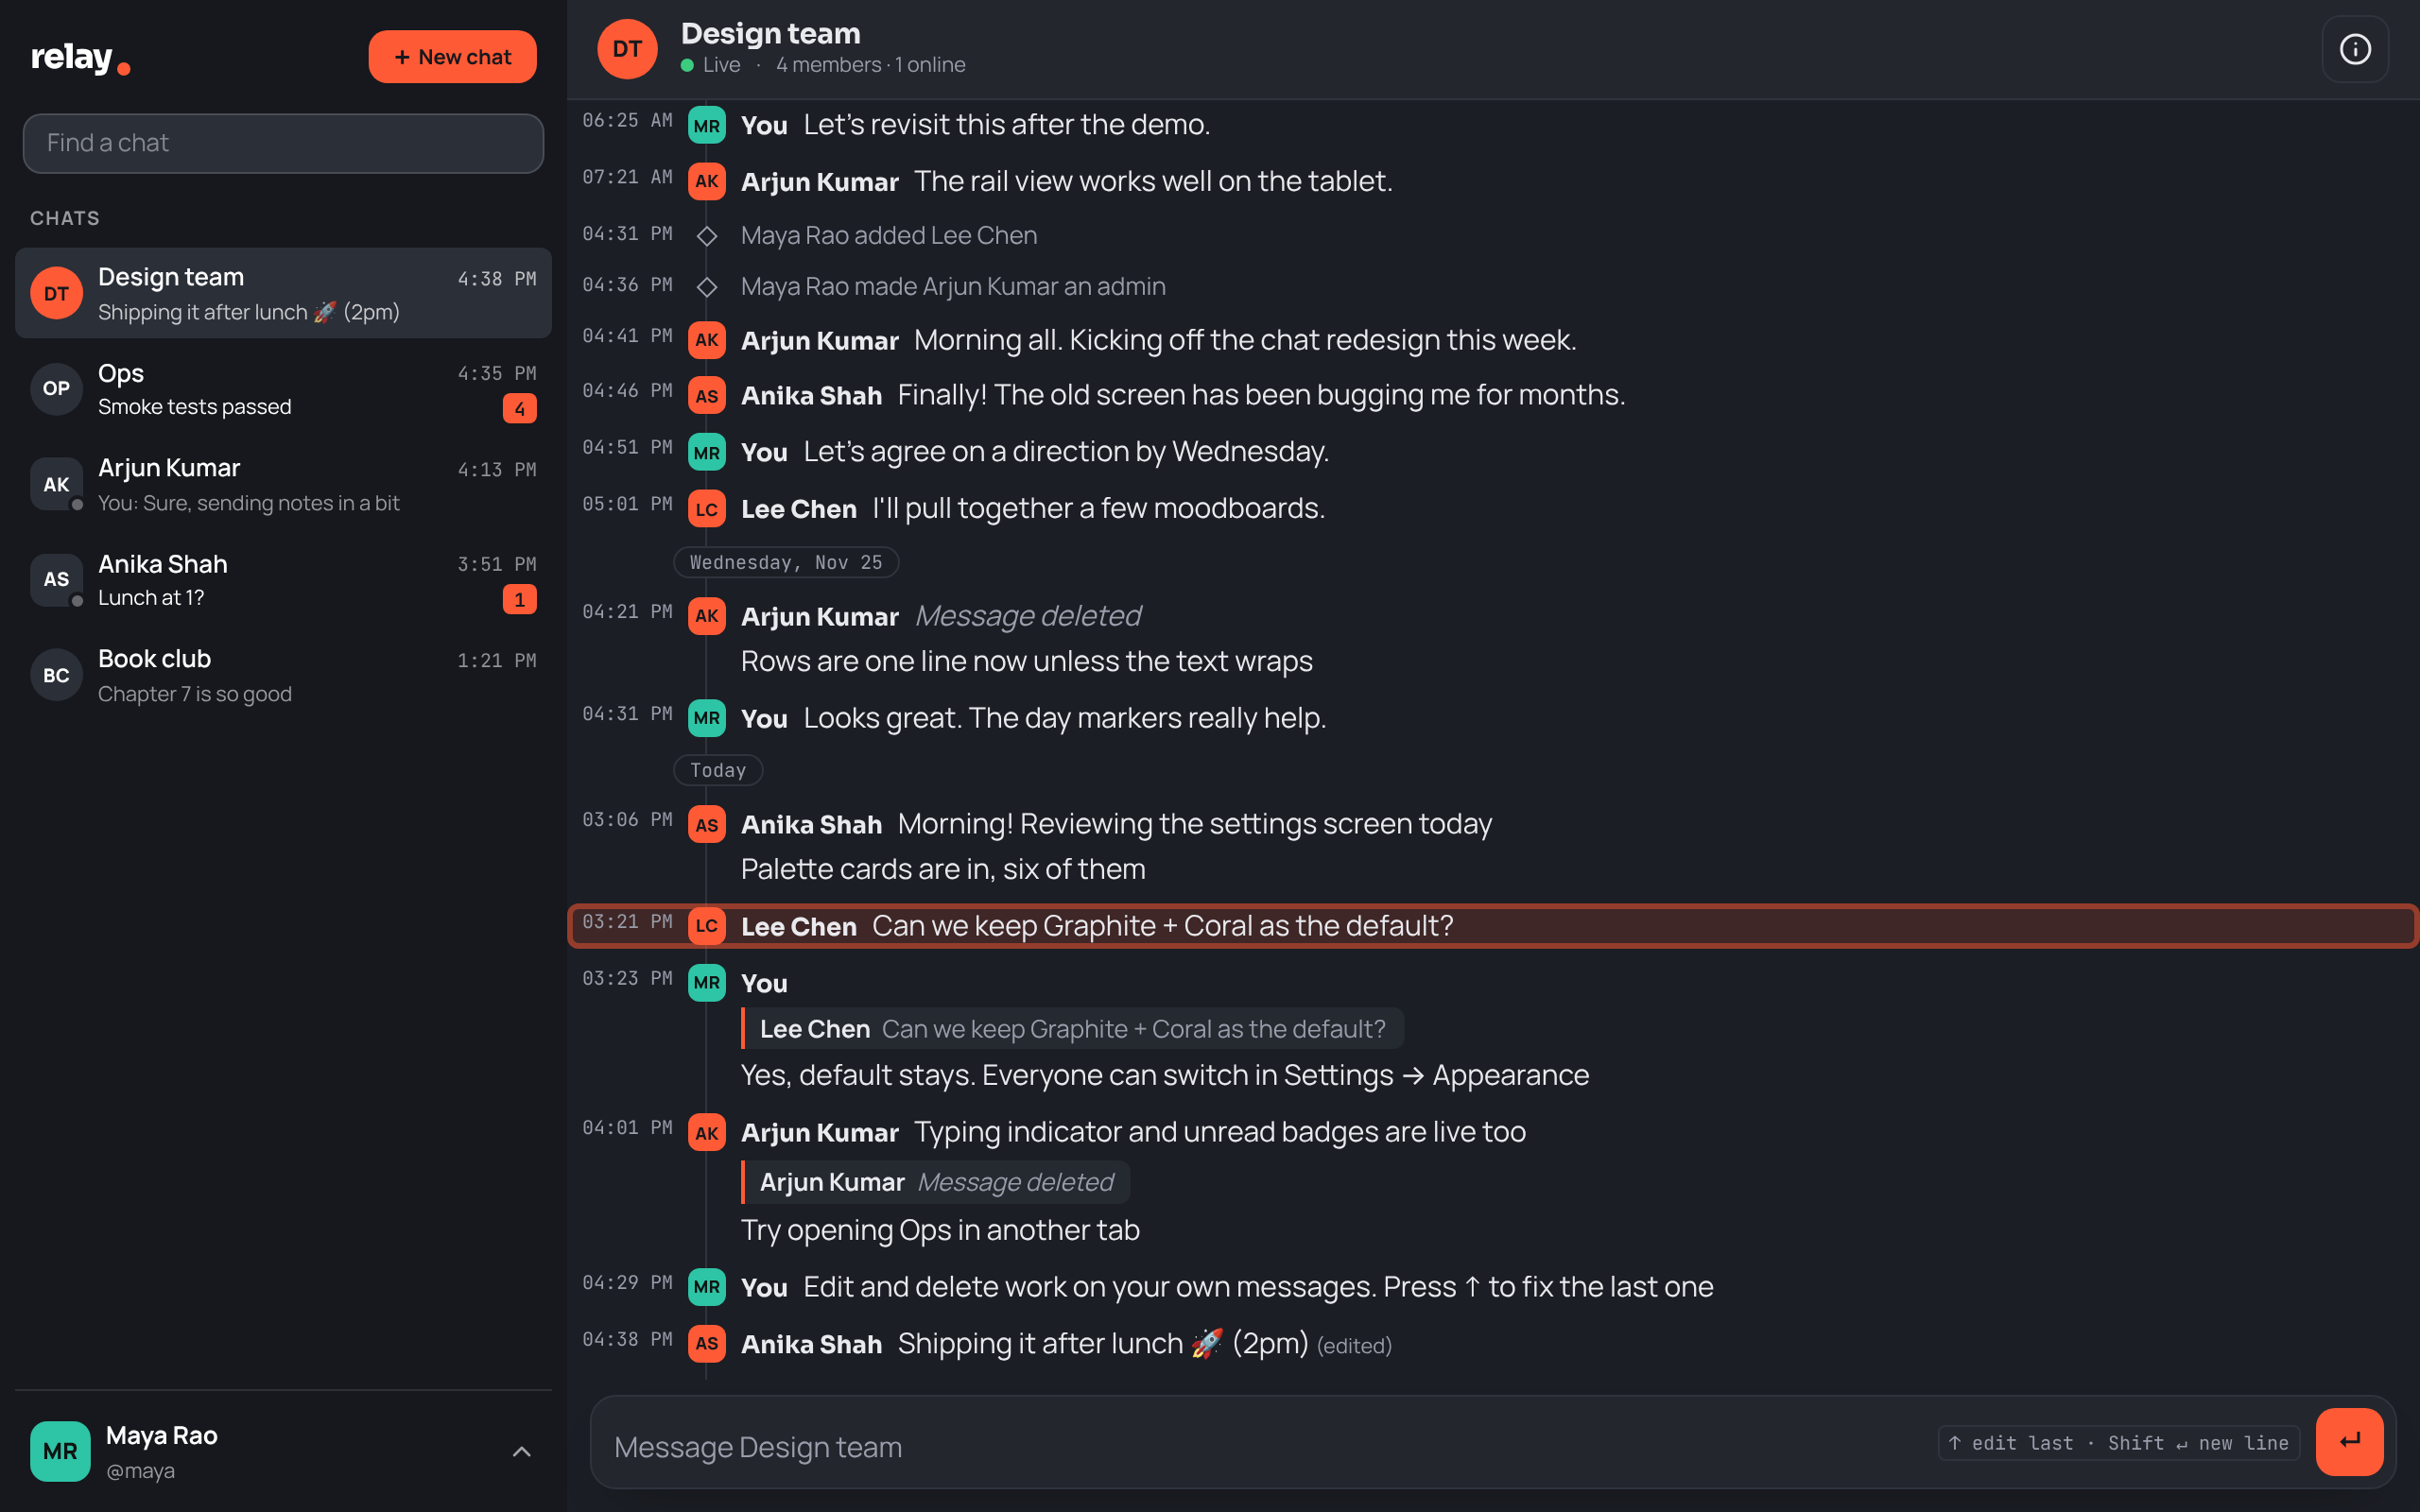 relay.
+ New chat
Find a chat
CHATS
DT Design team 4:38 PM
Shipping it after lunch 🚀 (2pm)
OP Ops 4:35 PM
Smoke tests passed 4
AK Arjun Kumar 4:13 PM
You: Sure, sending notes in a bit
AS Anika Shah 3:51 PM
Lunch at 1? 1
BC Book club 1:21 PM
Chapter 7 is so good
MR Maya Rao
@maya
DT Design team
Live · 4 members · 1 online
06:25 AM MR You Let's revisit this after the demo.
07:21 AM AK Arjun Kumar The rail view works well on the tablet.
04:31 PM Maya Rao added Lee Chen
04:36 PM Maya Rao made Arjun Kumar an admin
04:41 PM AK Arjun Kumar Morning all. Kicking off the chat redesign this week.
04:46 PM AS Anika Shah Finally! The old screen has been bugging me for months.
04:51 PM MR You Let's agree on a direction by Wednesday.
05:01 PM LC Lee Chen I'll pull together a few moodboards.
Wednesday, Nov 25
04:21 PM AK Arjun Kumar Message deleted
Rows are one line now unless the text wraps
04:31 PM MR You Looks great. The day markers really help.
Today
03:06 PM AS Anika Shah Morning! Reviewing the settings screen today
Palette cards are in, six of them
03:21 PM LC Lee Chen Can we keep Graphite + Coral as the default?
03:23 PM MR You
Lee Chen Can we keep Graphite + Coral as the default?
Yes, default stays. Everyone can switch in Settings → Appearance
04:01 PM AK Arjun Kumar Typing indicator and unread badges are live too
Arjun Kumar Message deleted
Try opening Ops in another tab
04:29 PM MR You Edit and delete work on your own messages. Press ↑ to fix the last one
04:38 PM AS Anika Shah Shipping it after lunch 🚀 (2pm) (edited)
Message Design team
↑ edit last · Shift ↵ new line